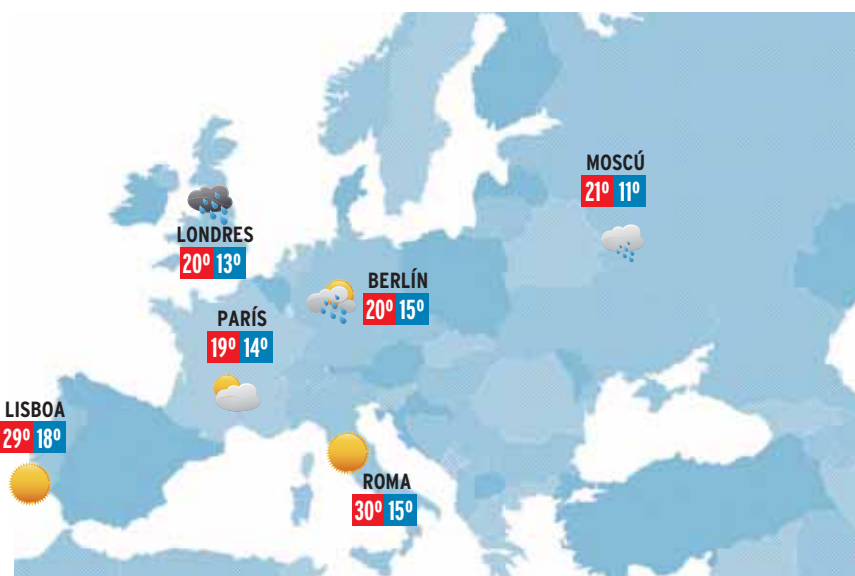 MOSCÚ
21º 11º
LONDRES
20º 13º
BERLÍN
20º 15º
PARÍS
19º 14º
LISBOA
29º 18º
ROMA
30º 15º